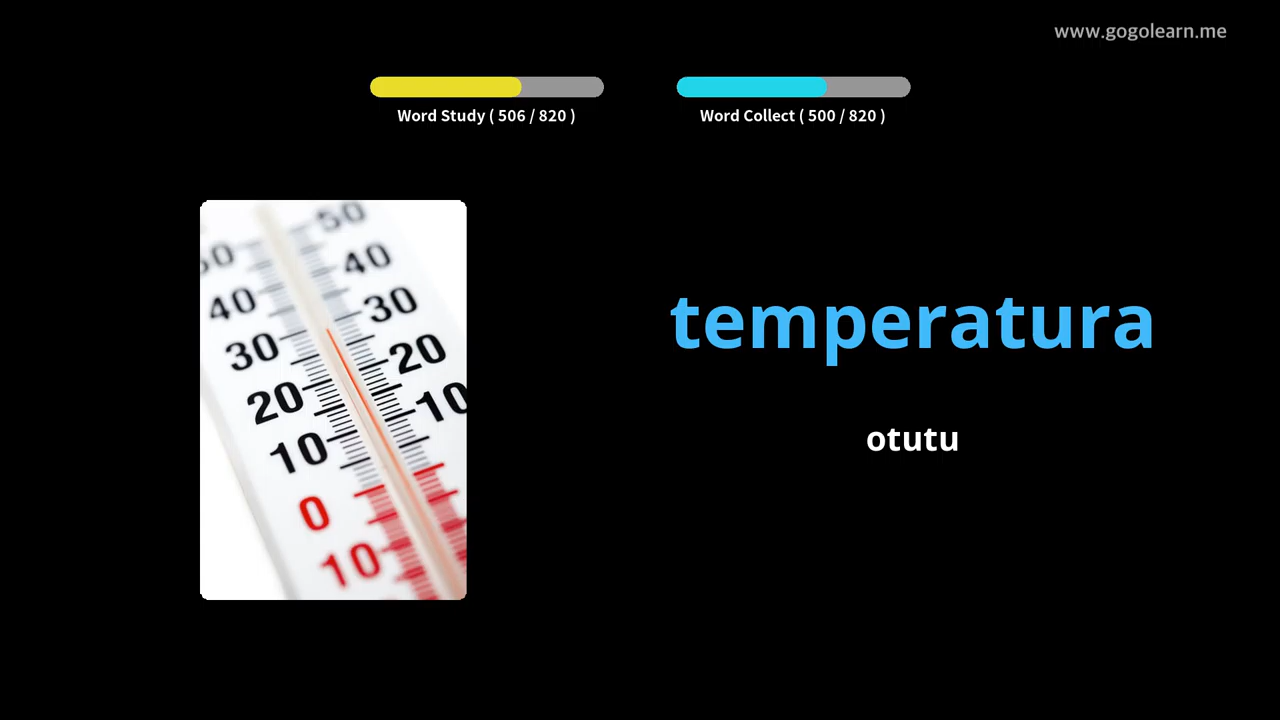 www.gogolearn.me
Word Study ( 506 / 820 )
Word Collect ( 500 / 820 )
50
50
40
40
30
30
20
20
10
10
0
10
temperatura
otutu